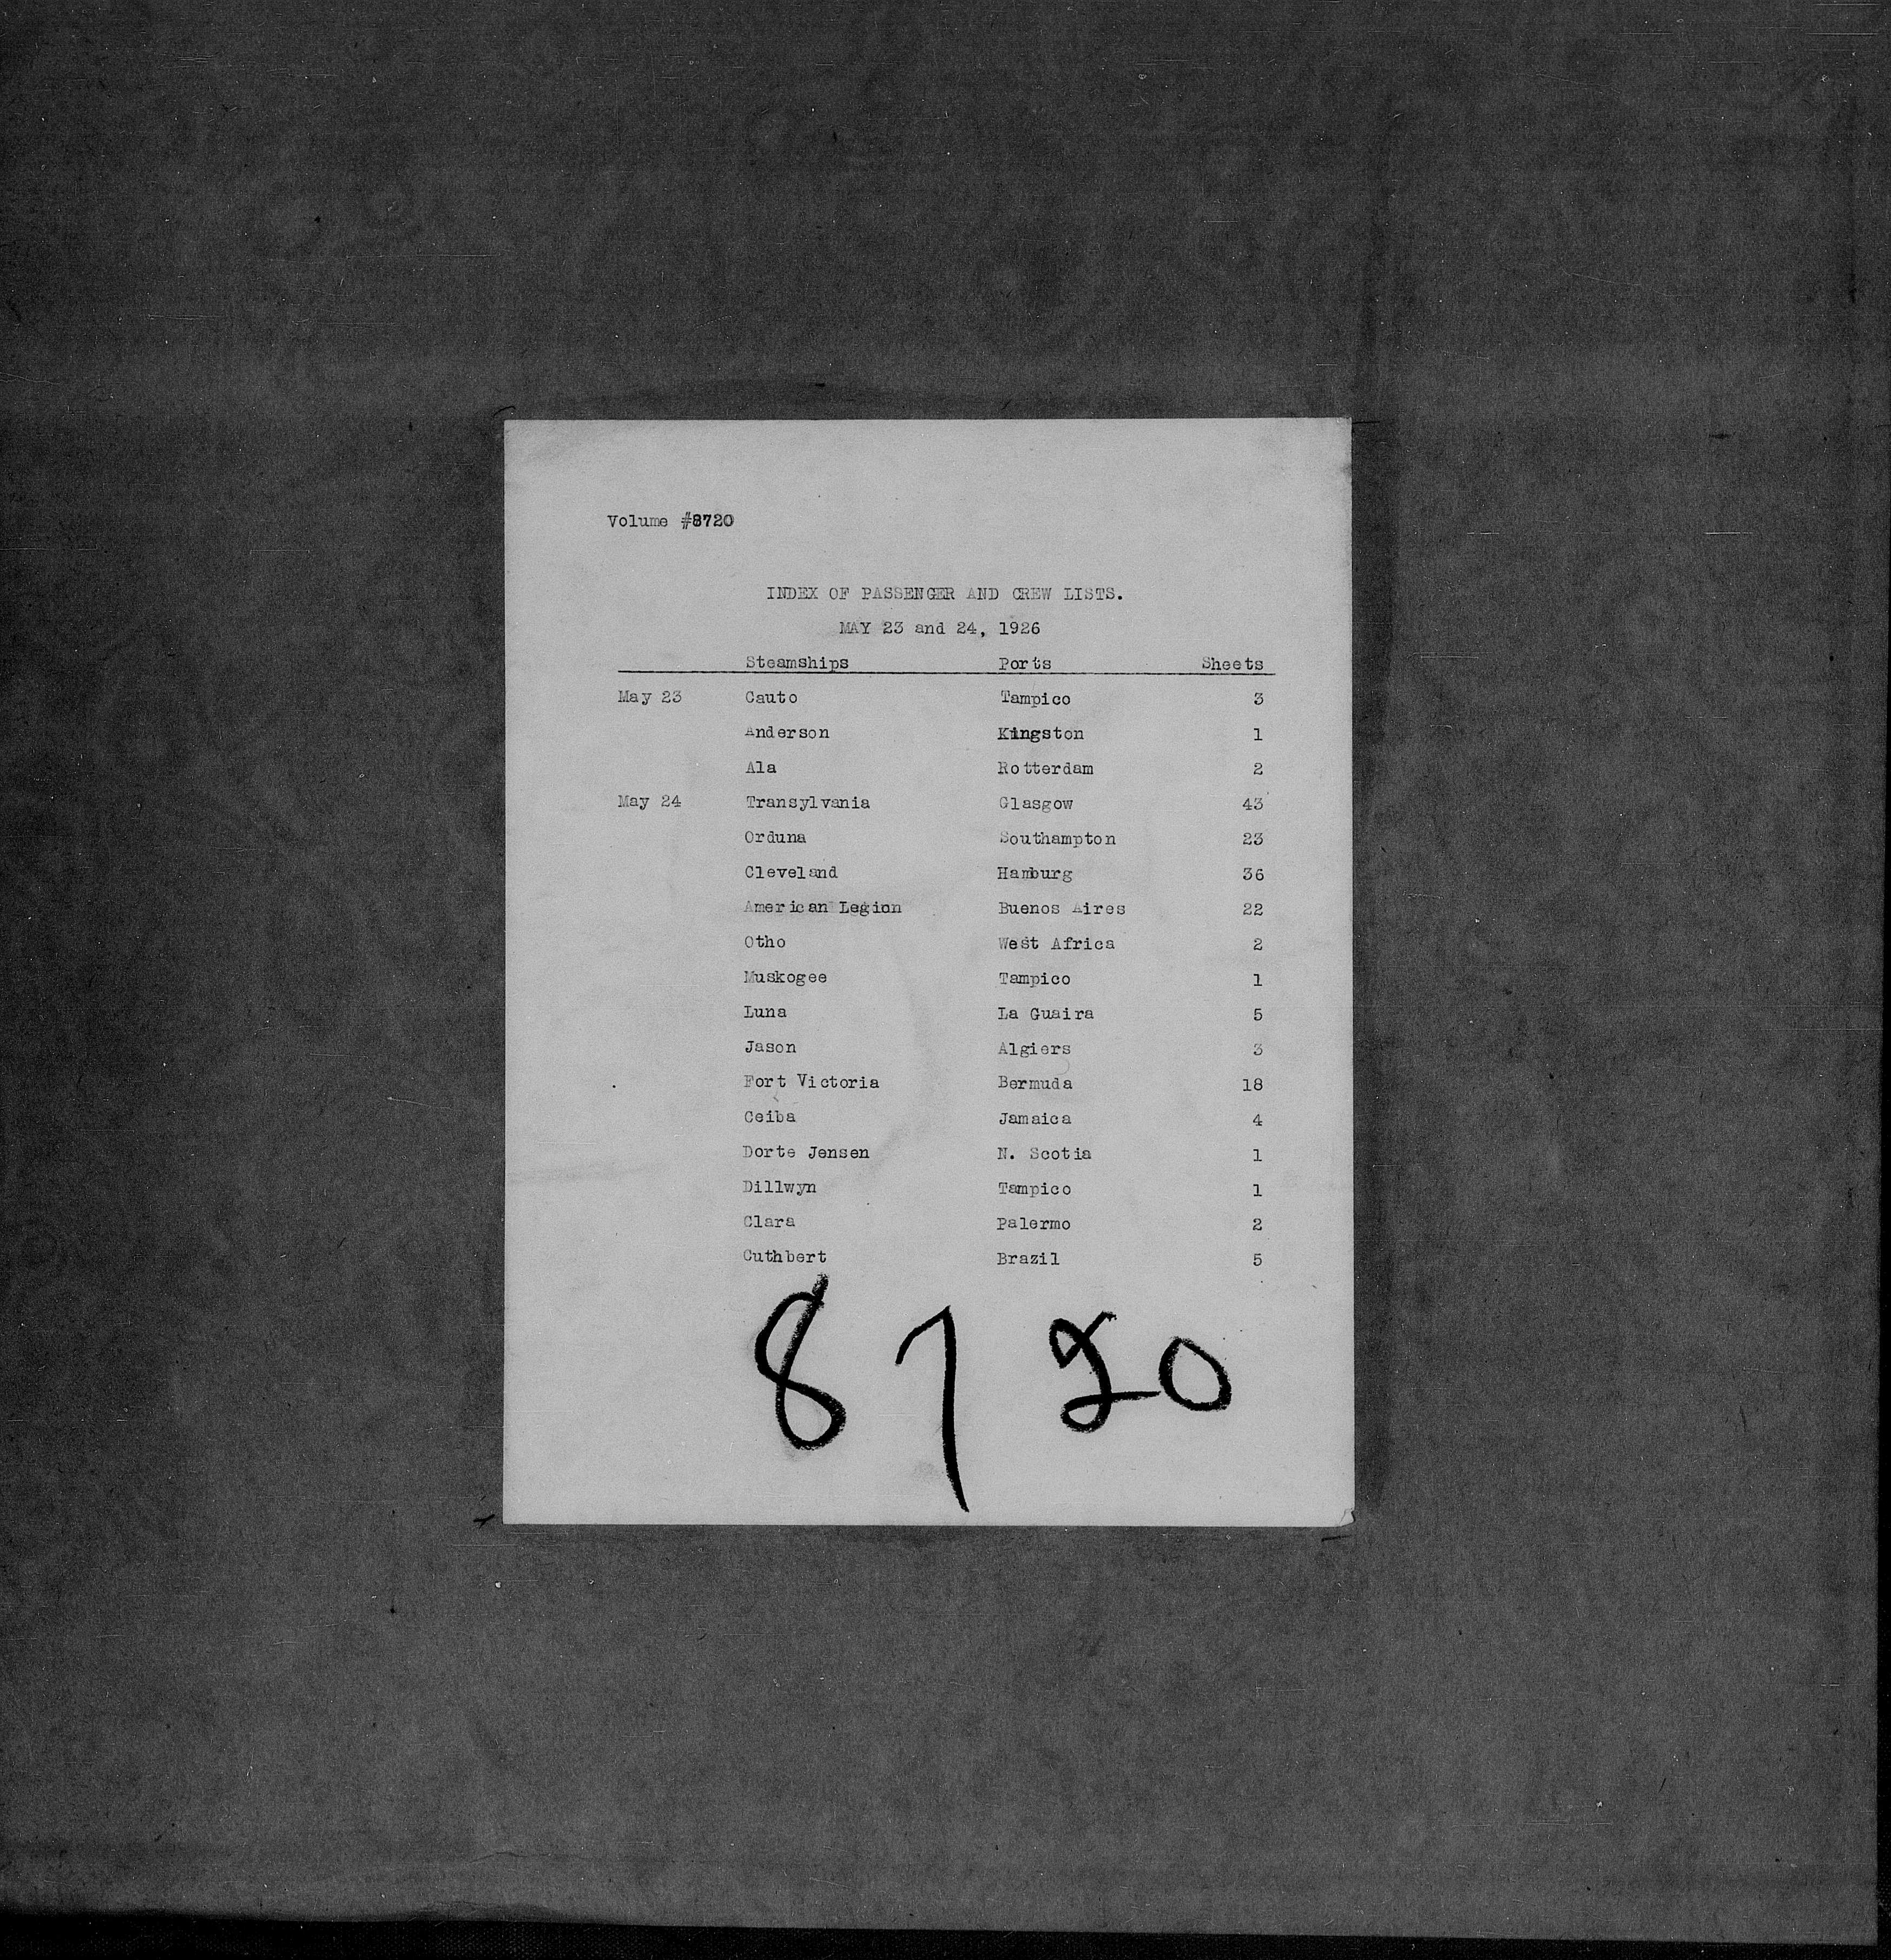 Volume #8720
INDEX OF PASSENGER AND CREW LISTS.
MAY 23 and 24, 1926
Steamships Ports Sheets
May 23 Cauto Tampico 3
Anderson Kingston 1
Ala Rotterdam 2
May 24 Transylvania Glasgow 43
Orduna Southampton 23
Cleveland Hamburg 36
American Legion Buenos Aires 22
Otho West Africa 2
Muskogee Tampico 1
Luna La Guaira 5
Jason Algiers 3
Fort Victoria Bermuda 18
Ceiba Jamaica 4
Dorte Jensen N. Scotia 1
Dillwyn Tampico 1
Clara Palermo 2
Cuthbert Brazil 5
8720